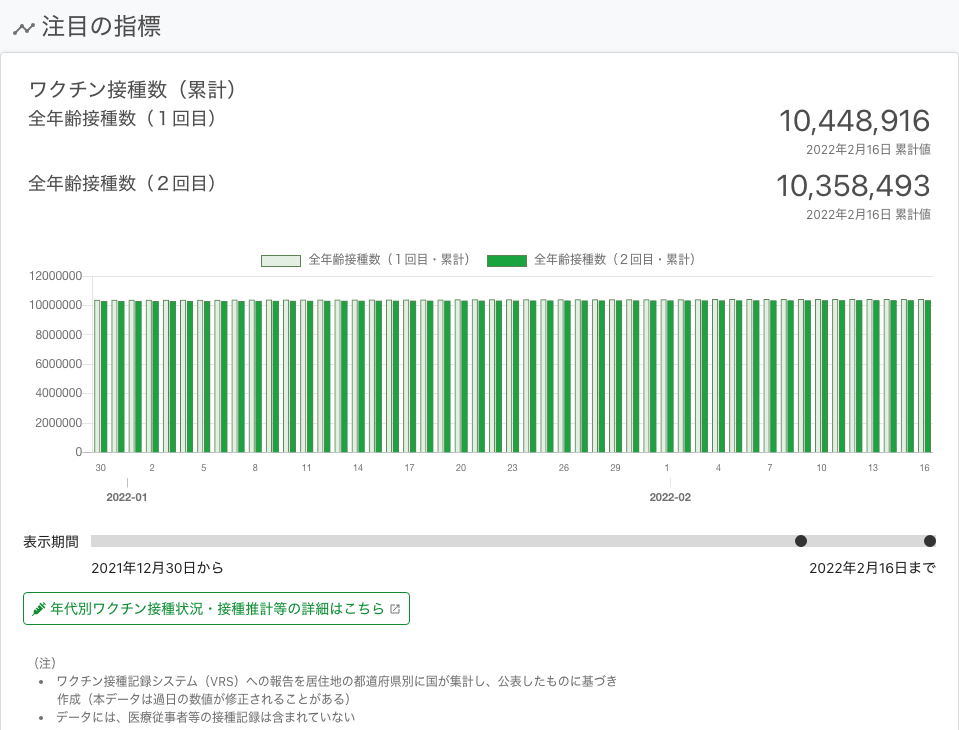 注目の指標
ワクチン接種数（累計）
全年齢接種数（１回目）
10,448,916
2022年2月16日 累計値
全年齢接種数（２回目）
10,358,493
2022年2月16日 累計値
全年齢接種数（１回目・累計） 全年齢接種数（２回目・累計）
12000000
10000000
8000000
6000000
4000000
2000000
0
30 2 5 8 11 14 17 20 23 26 29 1 4 7 10 13 16
2022-01 2022-02
表示期間
2021年12月30日から 2022年2月16日まで
年代別ワクチン接種状況・接種推計等の詳細はこちら
（注）
• ワクチン接種記録システム（VRS）への報告を居住地の都道府県別に国が集計し、公表したものに基づき
作成（本データは過日の数値が修正されることがある）
• データには、医療従事者等の接種記録は含まれていない